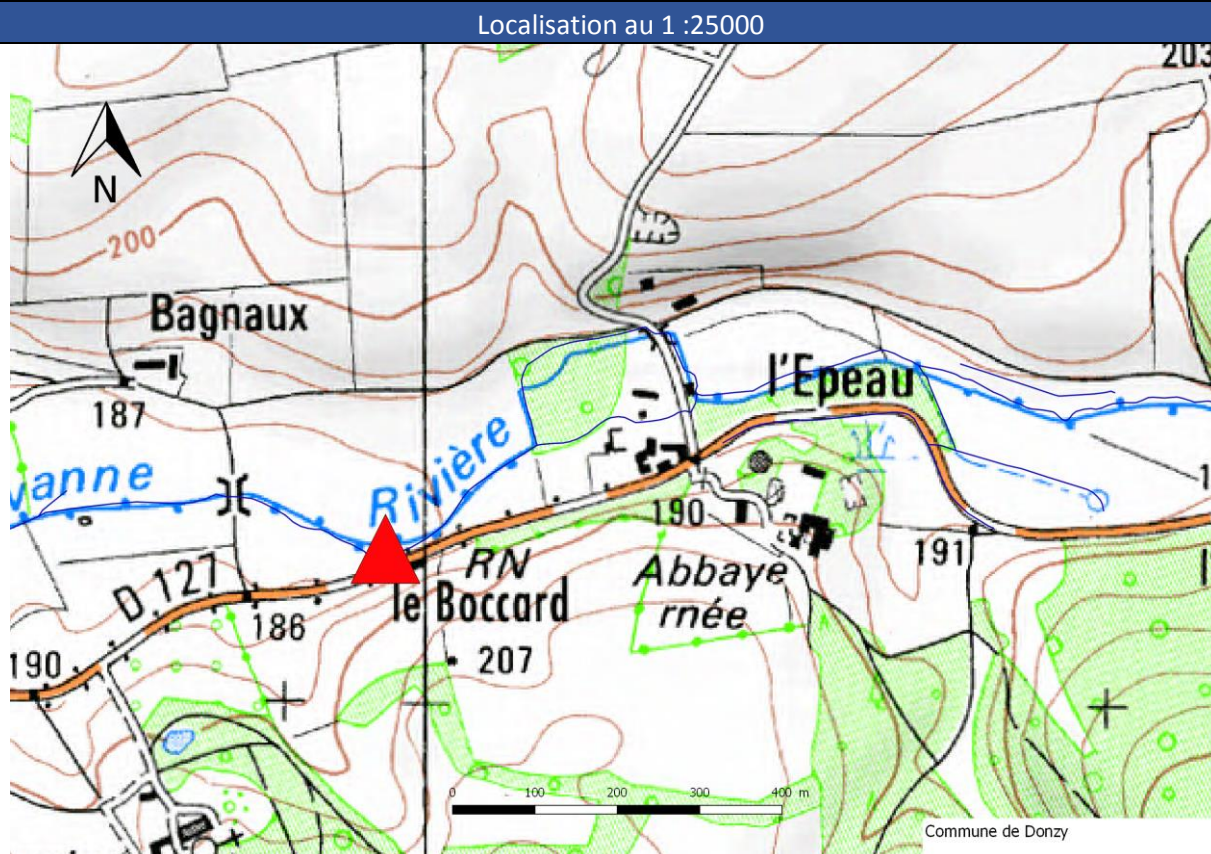 Localisation au 1 :25000
203
N
200
Bagnaux
187
l'Epeau
vanne
Rivière
190
191
RN
Abbaye
rnée
D 127
le Boccard
186
190
207
0 100 200 300 400 m
Commune de Donzy